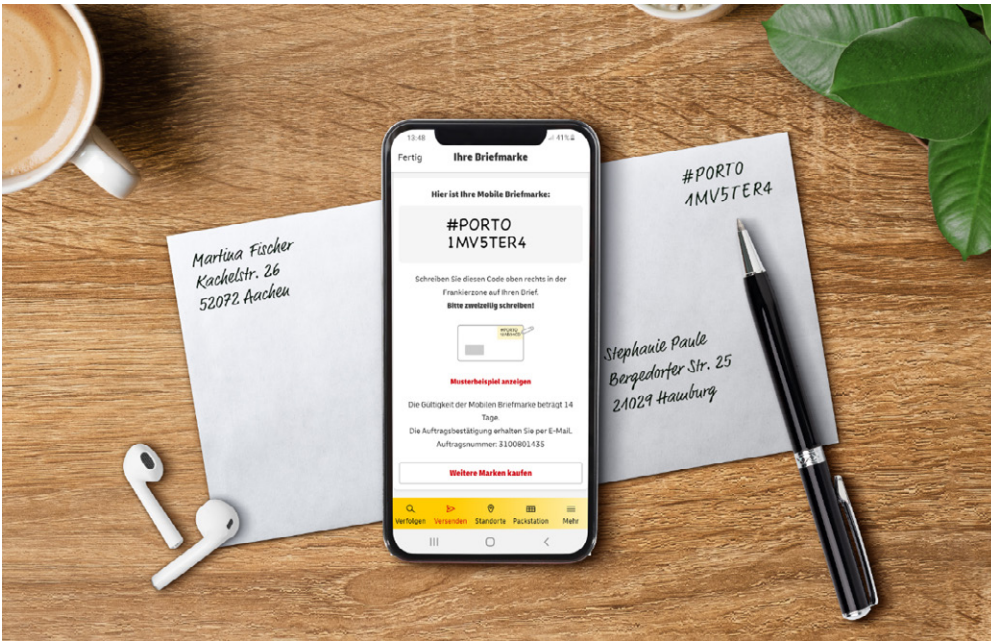 Martina Fischer
Kachelstr. 26
52072 Aachen
13:48
41%
Fertig
Ihre Briefmarke
Hier ist Ihre Mobile Briefmarke:
#PORTO
1MV5TER4
Schreiben Sie diesen Code oben rechts in der
Frankierzone auf Ihren Brief.
Bitte zweizeilig schreiben!
#PORTO
Musterbeispiel anzeigen
Die Gültigkeit der Mobilen Briefmarke beträgt 14
Tage.
Die Auftragsbestätigung erhalten Sie per E-Mail.
Auftragsnummer: 3100801435
Weitere Marken kaufen
Verfolgen Versenden Standorte Packstation Mehr
#PORTO
1MV5TER4
Stephanie Paule
Bergedorfer Str. 25
21029 Hamburg